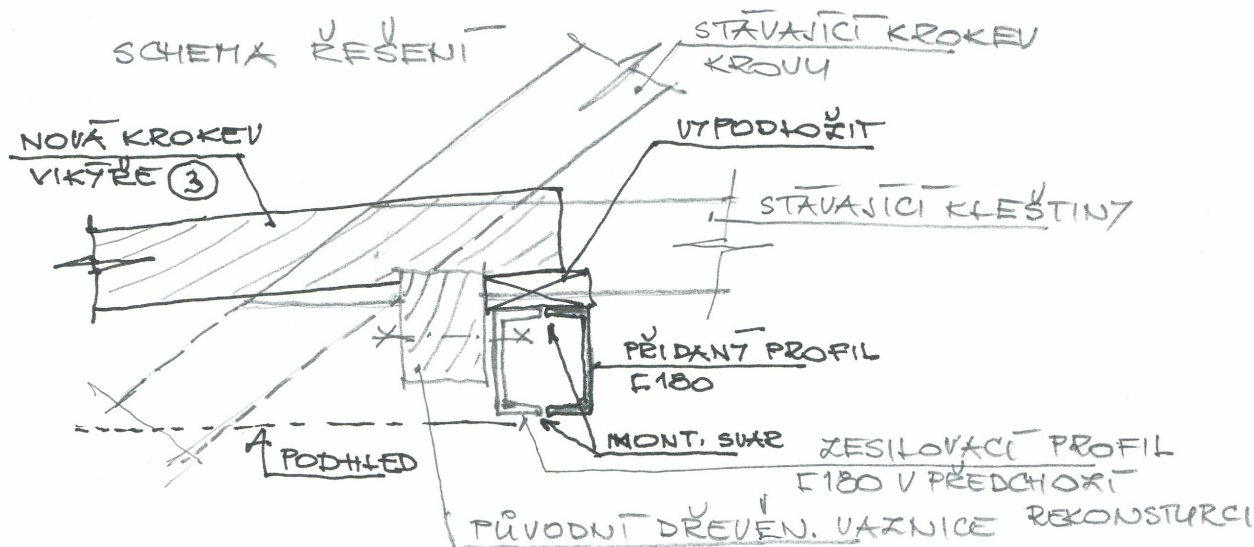 SCHEMA ŘEŠENÍ
STÁVAJÍCÍ KROKEV
KROVU
NOVÁ KROKEV
VIKÝŘE 3
VYPODLOŽIT
STÁVAJÍCÍ KLEŠTINY
PŘIDANÝ PROFIL
[180
MONT. SVAR
PODHLED
ZESILOVACÍ PROFIL
[180 V PŘEDCHOZÍ
REKONSTURCI
PŮVODNÍ DŘEVĚN. VAZNICE